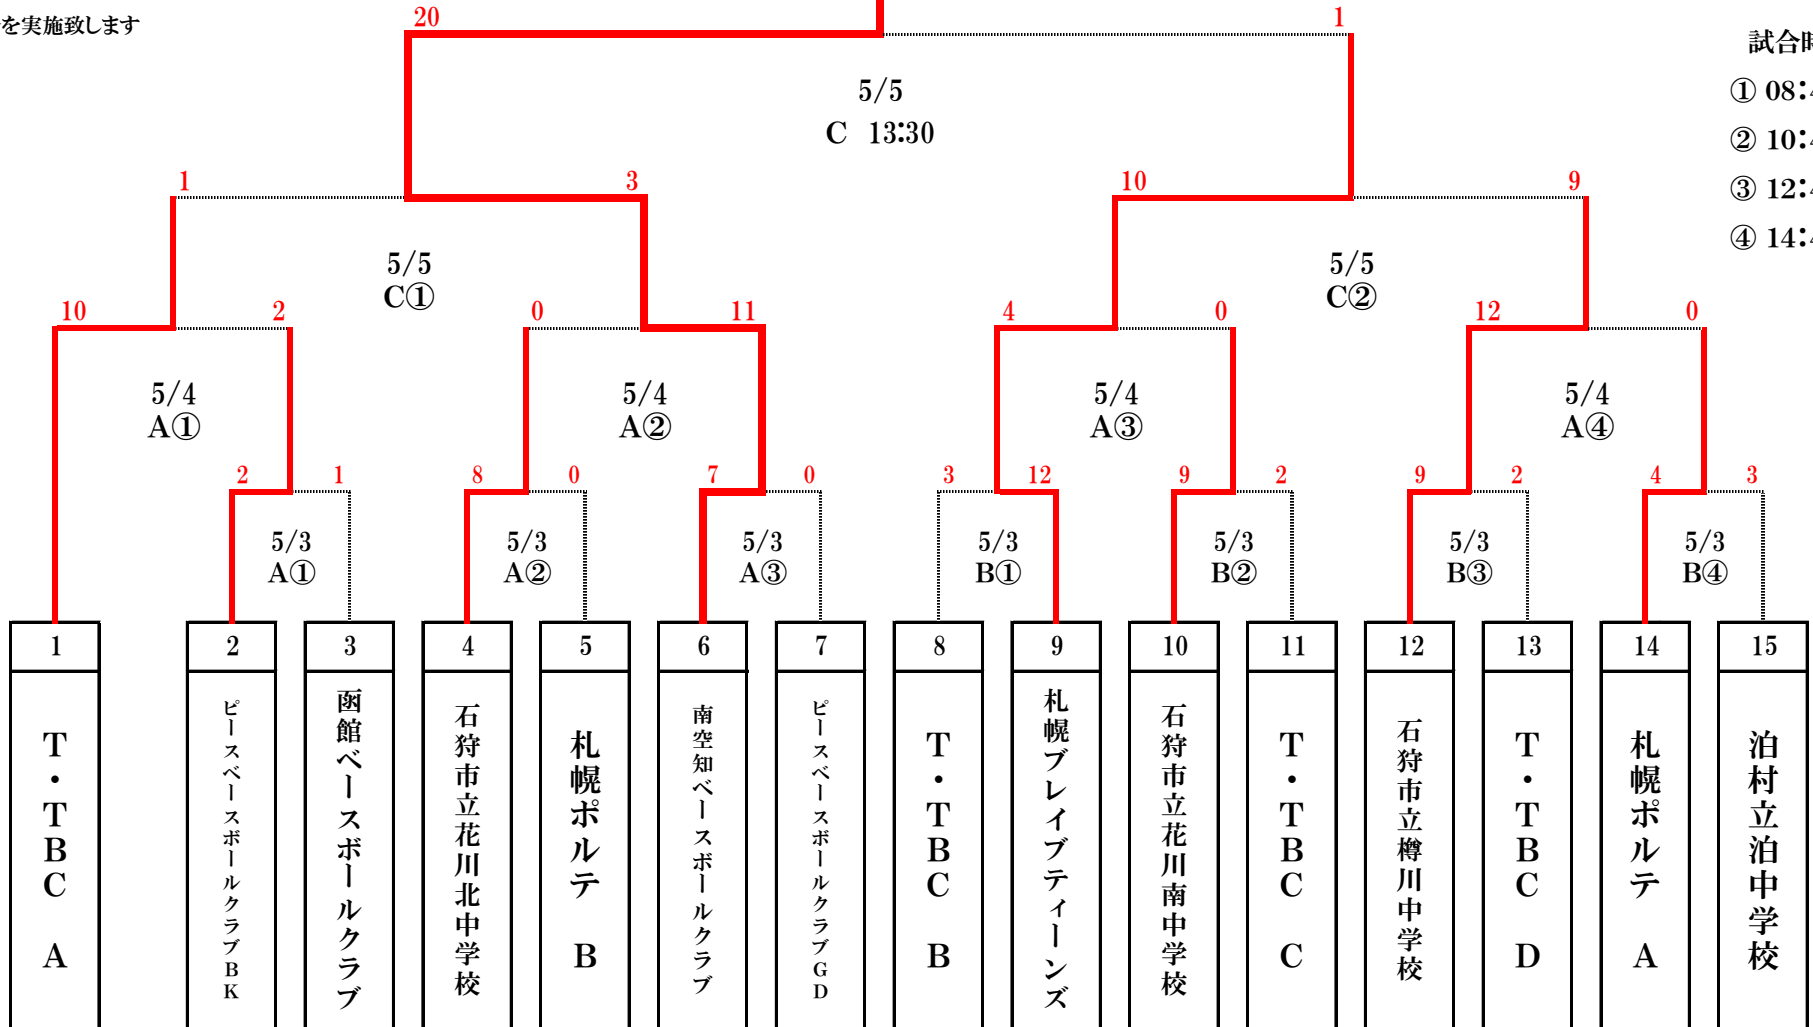 を実施致します
20
1
試合時
5/5
C 13:30
① 08:4
② 10:4
③ 12:4
④ 14:4
1
3
10
9
5/5
C①
5/5
C②
10
2
0
11
4
0
12
0
5/4
A①
5/4
A②
5/4
A③
5/4
A④
2
1
8
0
7
0
3
12
9
2
9
2
4
3
5/3
A①
5/3
A②
5/3
A③
5/3
B①
5/3
B②
5/3
B③
5/3
B④
1
2
3
4
5
6
7
8
9
10
11
12
13
14
15
T・TBC A
ピースベースボールクラブBK
函館ベースボールクラブ
石狩市立花川北中学校
札幌ポルテ B
南空知ベースボールクラブ
ピースベースボールクラブGD
T・TBC B
札幌ブレイブティーンズ
石狩市立花川南中学校
T・TBC C
石狩市立樽川中学校
T・TBC D
札幌ポルテ A
泊村立泊中学校